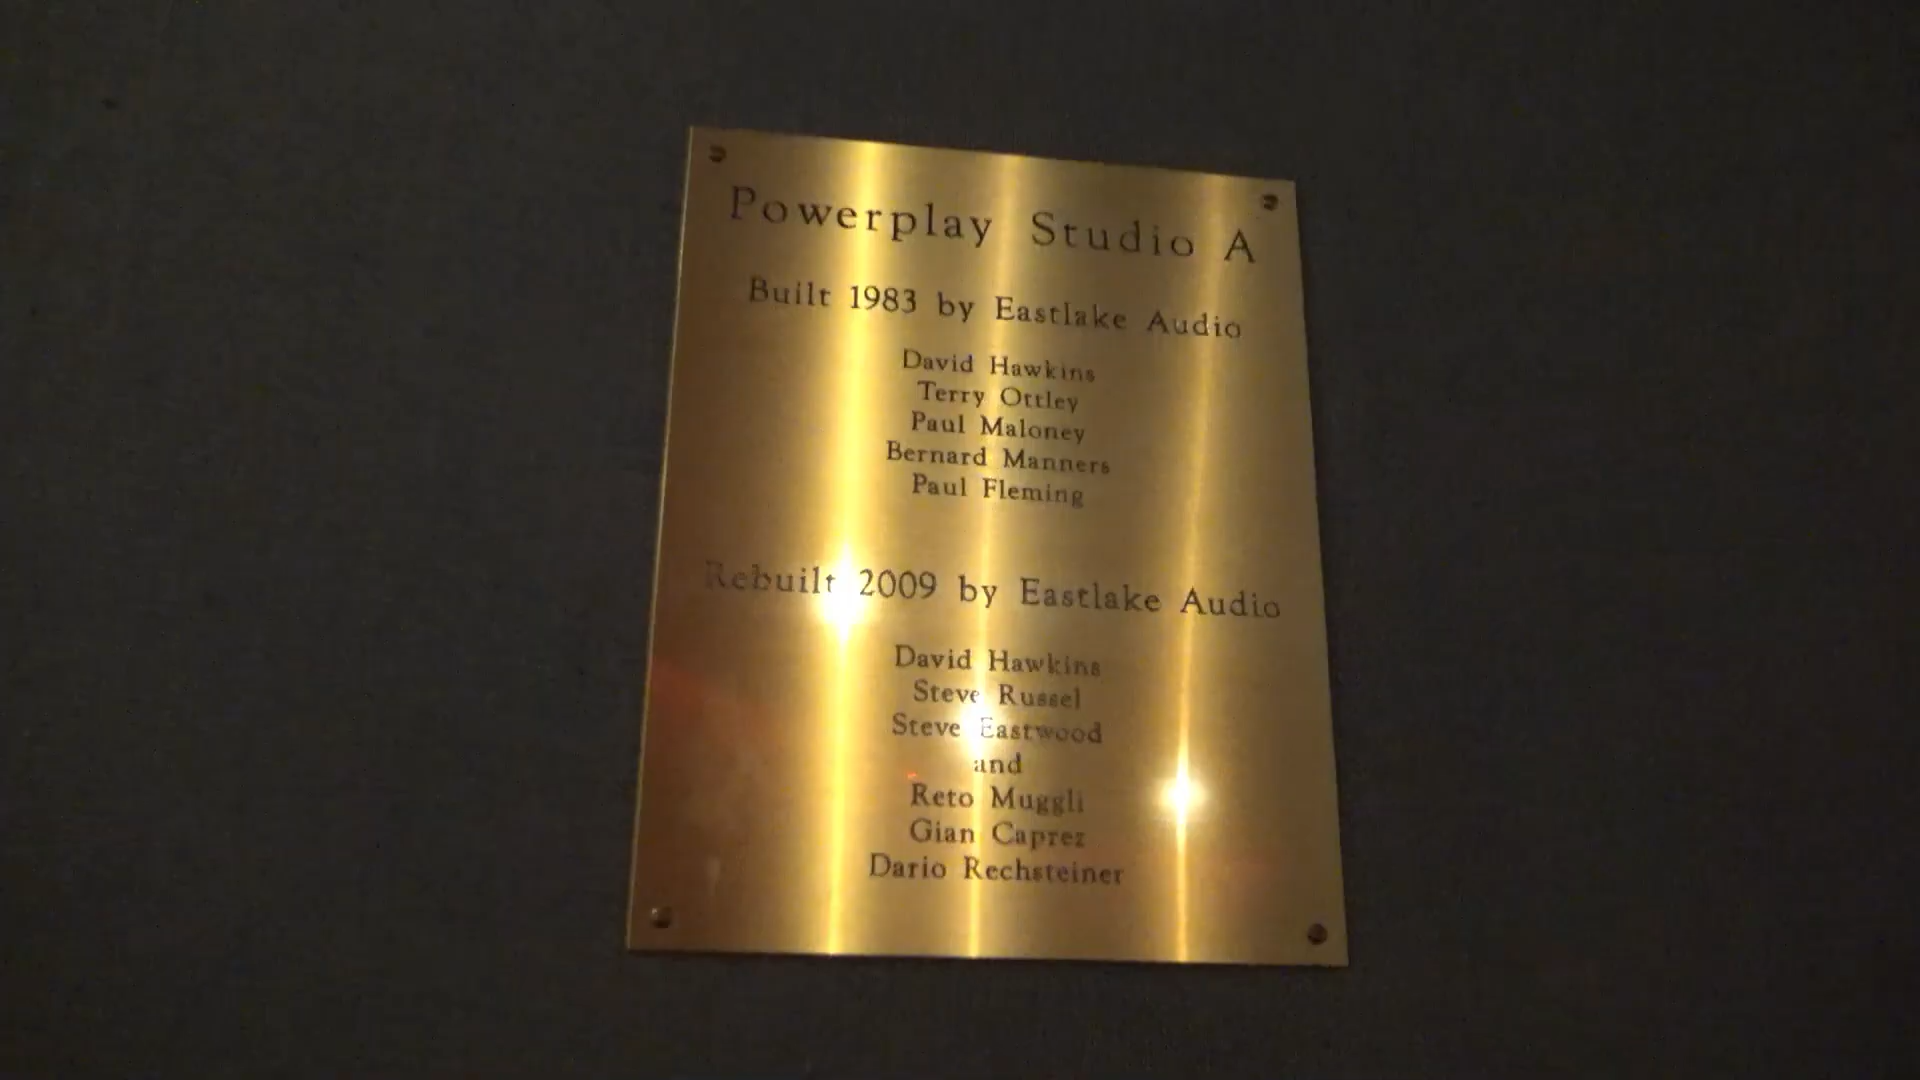 Powerplay Studio A
Built 1983 by Eastlake Audio
David Hawkins
Terry Ottley
Paul Maloney
Bernard Manners
Paul Fleming
Rebuilt 2009 by Eastlake Audio
David Hawkins
Steve Russel
Steve Eastwood
and
Reto Muggli
Gian Caprez
Dario Rechsteiner